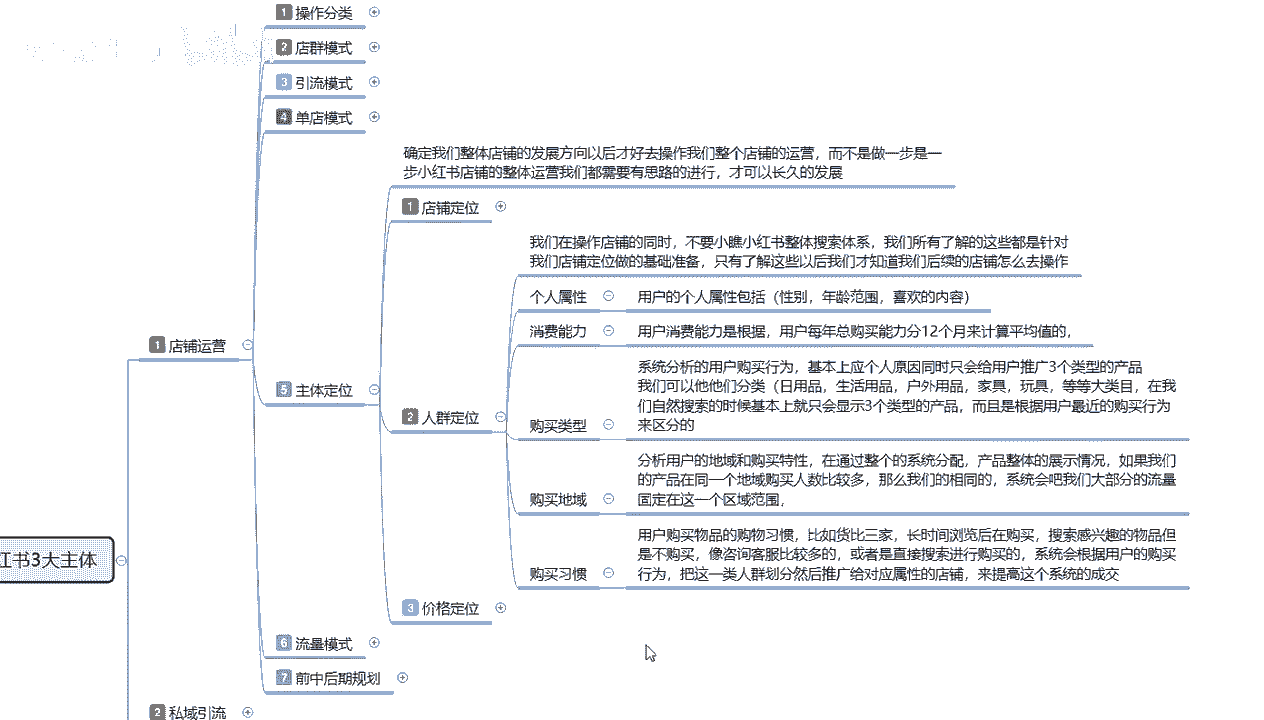 1 操作分类
2 店群模式
3 引流模式
4 单店模式
确定我们整体店铺的发展方向以后才好去操作我们整个店铺的运营，而不是做一步是一
步小红书店铺的整体运营我们都需要有思路的进行，才可以长久的发展
1 店铺定位
我们在操作店铺的同时，不要小瞧小红书整体搜索体系，我们所有了解的这些都是针对
我们店铺定位做的基础准备，只有了解这些以后我们才知道我们后续的店铺怎么去操作
个人属性 用户的个人属性包括（性别，年龄范围，喜欢的内容）
消费能力 用户消费能力是根据，用户每年总购买能力分12个月来计算平均值的，
1 店铺运营
系统分析的用户购买行为，基本上应个人原因同时只会给用户推广3个类型的产品
我们可以他他们分类（日用品，生活用品，户外用品，家具，玩具，等等大类目，在我
们自然搜索的时候基本上就只会显示3个类型的产品，而且是根据用户最近的购买行为
来区分的
5 主体定位
2 人群定位
购买类型
分析用户的地域和购买特性，在通过整个的系统分配，产品整体的展示情况，如果我们
的产品在同一个地域购买人数比较多，那么我们的相同的，系统会吧我们大部分的流量
固定在这一个区域范围，
购买地域
用户购买物品的购物习惯，比如货比三家，长时间浏览后在购买，搜索感兴趣的物品但
是不购买，像咨询客服比较多的，或者是直接搜索进行购买的，系统会根据用户的购买
行为，把这一类人群划分然后推广给对应属性的店铺，来提高这个系统的成交
购买习惯
红书3大主体
3 价格定位
6 流量模式
7 前中后期规划
2 私域引流